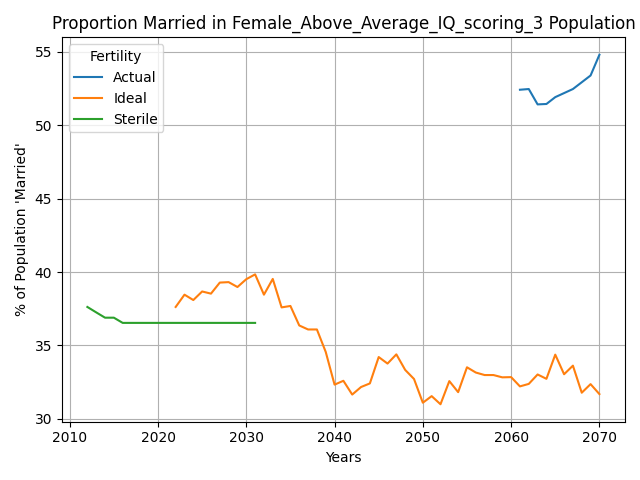 Proportion Married in Female_Above_Average_IQ_scoring_3 Population
Fertility
Actual
Ideal
Sterile
% of Population 'Married'
55
50
45
40
35
30
2010
2020
2030
2040
2050
2060
2070
Years